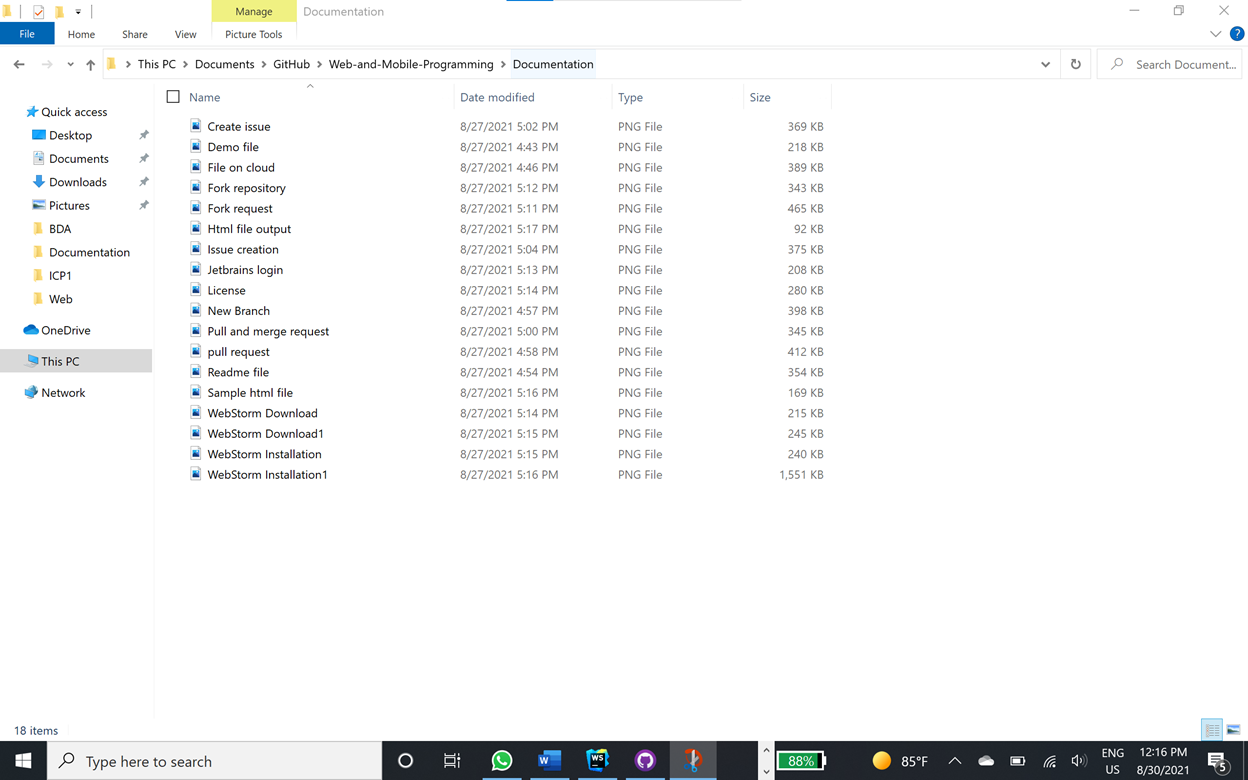 Manage Documentation
File Home Share View Picture Tools
This PC > Documents > GitHub > Web-and-Mobile-Programming > Documentation Search Document...
Name Date modified Type Size
Quick access
Desktop
Documents
Downloads
Pictures
BDA
Documentation
ICP1
Web
OneDrive
This PC
Network
Create issue 8/27/2021 5:02 PM PNG File 369 KB
Demo file 8/27/2021 4:43 PM PNG File 218 KB
File on cloud 8/27/2021 4:46 PM PNG File 389 KB
Fork repository 8/27/2021 5:12 PM PNG File 343 KB
Fork request 8/27/2021 5:11 PM PNG File 465 KB
Html file output 8/27/2021 5:17 PM PNG File 92 KB
Issue creation 8/27/2021 5:04 PM PNG File 375 KB
Jetbrains login 8/27/2021 5:13 PM PNG File 208 KB
License 8/27/2021 5:14 PM PNG File 280 KB
New Branch 8/27/2021 4:57 PM PNG File 398 KB
Pull and merge request 8/27/2021 5:00 PM PNG File 345 KB
pull request 8/27/2021 4:58 PM PNG File 412 KB
Readme file 8/27/2021 4:54 PM PNG File 354 KB
Sample html file 8/27/2021 5:16 PM PNG File 169 KB
WebStorm Download 8/27/2021 5:14 PM PNG File 215 KB
WebStorm Download1 8/27/2021 5:15 PM PNG File 245 KB
WebStorm Installation 8/27/2021 5:15 PM PNG File 240 KB
WebStorm Installation1 8/27/2021 5:16 PM PNG File 1,551 KB
18 items
Type here to search W WS 88% 85°F ENG 12:16 PM
US 8/30/2021 5